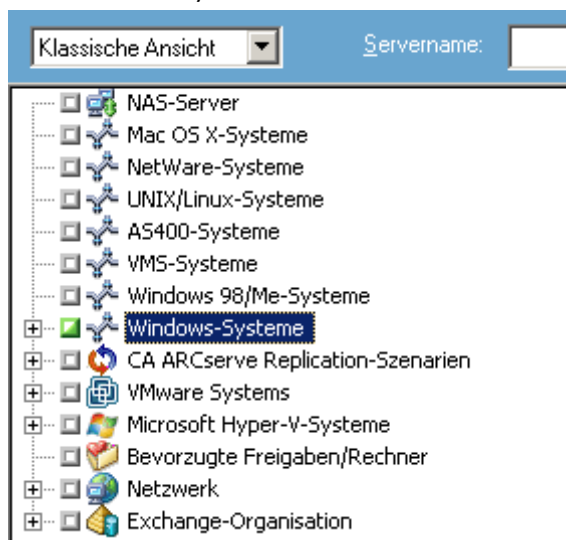 Klassische Ansicht Servername:
NAS-Server
Mac OS X-Systeme
NetWare-Systeme
UNIX/Linux-Systeme
AS400-Systeme
VMS-Systeme
Windows 98/Me-Systeme
Windows-Systeme
CA ARCserve Replication-Szenarien
VMware Systems
Microsoft Hyper-V-Systeme
Bevorzugte Freigaben/Rechner
Netzwerk
Exchange-Organisation